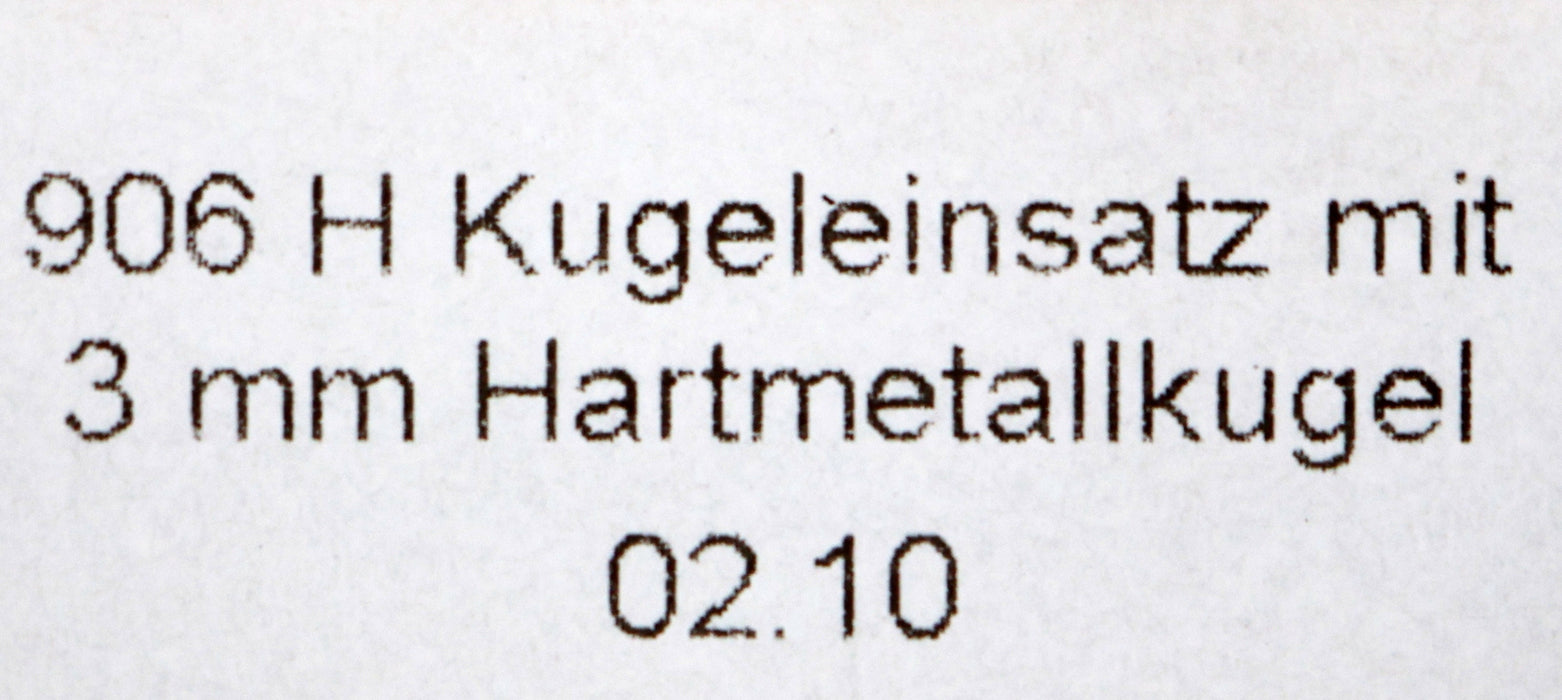 906 H Kugeleinsatz mit
3 mm Hartmetallkugel
02.10